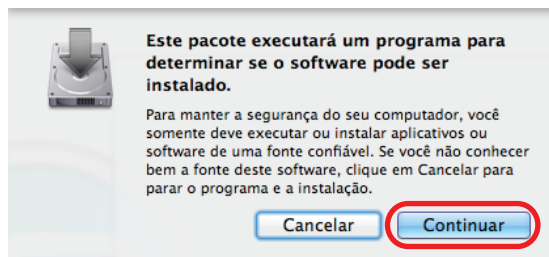 Este pacote executará um programa para
determinar se o software pode ser
instalado.
Para manter a segurança do seu computador, você
somente deve executar ou instalar aplicativos ou
software de uma fonte confiável. Se você não conhecer
bem a fonte deste software, clique em Cancelar para
parar o programa e a instalação.
Cancelar
Continuar